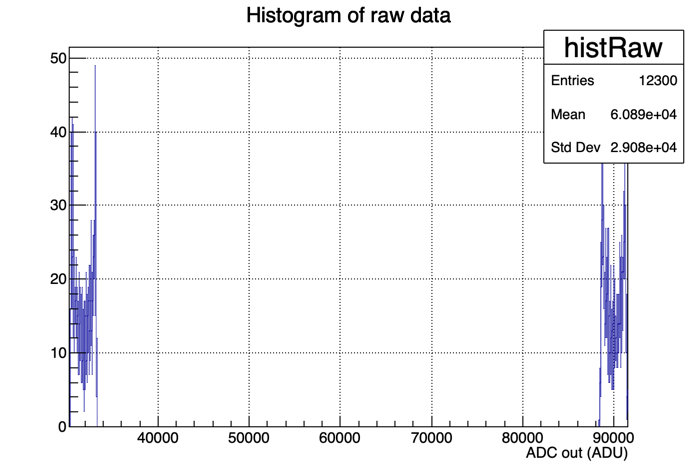 Histogram of raw data
histRaw
Entries 12300
Mean 6.089e+04
Std Dev 2.908e+04
50
40
30
20
10
0
40000 50000 60000 70000 80000 90000
ADC out (ADU)